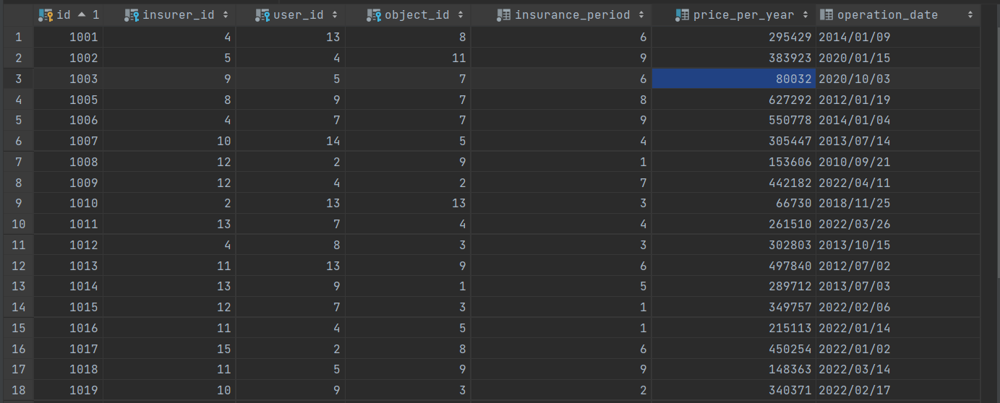 id 1 insurer_id user_id object_id insurance_period price_per_year operation_date
1 1001 4 13 8 6 295429 2014/01/09
2 1002 5 4 11 9 383923 2020/01/15
3 1003 9 5 7 6 80032 2020/10/03
4 1005 8 9 7 8 627292 2012/01/19
5 1006 4 7 7 9 550778 2014/01/04
6 1007 10 14 5 4 305447 2013/07/14
7 1008 12 2 9 1 153606 2010/09/21
8 1009 12 4 2 7 442182 2022/04/11
9 1010 2 13 13 3 66730 2018/11/25
10 1011 13 7 4 4 261510 2022/03/26
11 1012 4 8 3 3 302803 2013/10/15
12 1013 11 13 9 6 497840 2012/07/02
13 1014 13 9 1 5 289712 2013/07/03
14 1015 12 7 3 1 349757 2022/02/06
15 1016 11 4 5 1 215113 2022/01/14
16 1017 15 2 8 6 450254 2022/01/02
17 1018 11 5 9 9 148363 2022/03/14
18 1019 10 9 3 2 340371 2022/02/17